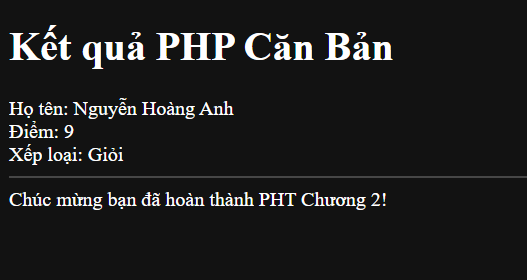 Kết quả PHP Căn Bản
Họ tên: Nguyễn Hoàng Anh
Điểm: 9
Xếp loại: Giỏi
Chúc mừng bạn đã hoàn thành PHT Chương 2!